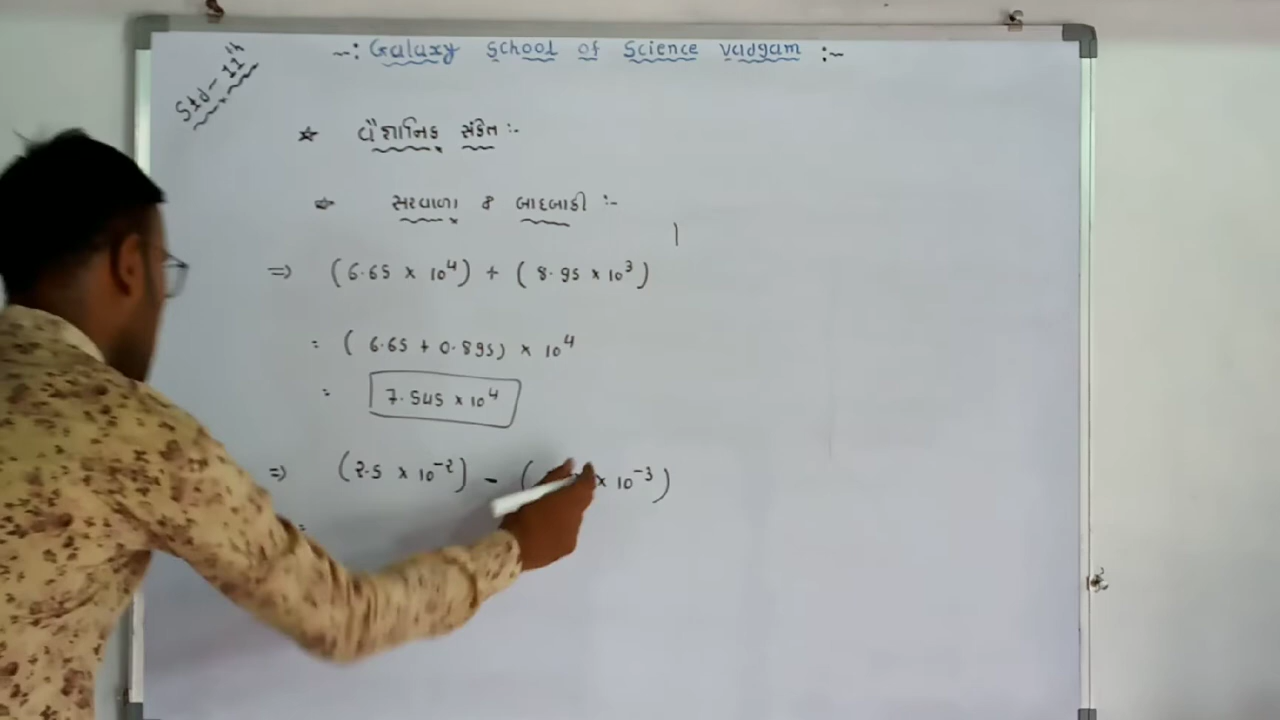 ~: Galaxy School of Science Vadgam :~
Std-11th
☆ વૈજ્ઞાનિક સંકેત :-
સરવાળા & બાદબાકી :-
=> (6.65 × 10⁴) + (8.95 × 10³)
= (6.65 + 0.895) × 10⁴
= 7.545 × 10⁴
=> (2.5 × 10⁻²) - ( × 10⁻³)
=